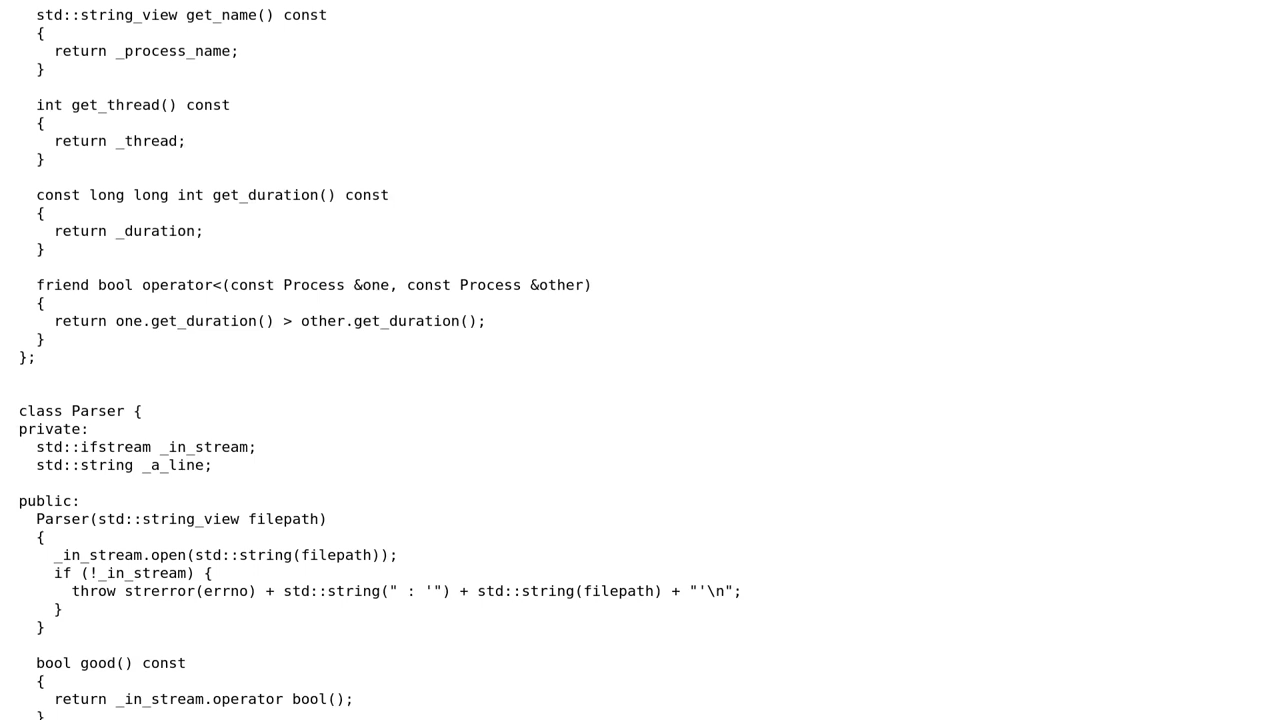 std::string_view get_name() const
{
return _process_name;
}
int get_thread() const
{
return _thread;
}
const long long int get_duration() const
{
return _duration;
}
friend bool operator<(const Process &one, const Process &other)
{
return one.get_duration() > other.get_duration();
}
};
class Parser {
private:
std::ifstream _in_stream;
std::string _a_line;
public:
Parser(std::string_view filepath)
{
_in_stream.open(std::string(filepath));
if (!_in_stream) {
throw strerror(errno) + std::string(" : '") + std::string(filepath) + "'\n";
}
}
bool good() const
{
return _in_stream.operator bool();
}